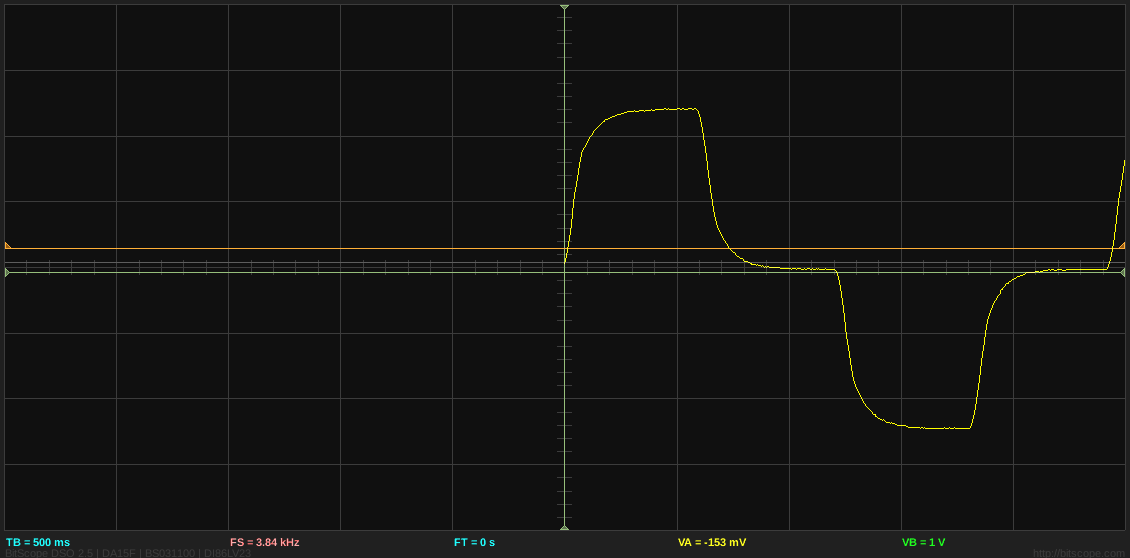 TB = 500 ms FS = 3.84 kHz FT = 0 s VA = -153 mV VB = 1 V
BitScope DSO 2.5 | DA15F | BS031100 | DI86LV23 http://bitscope.com